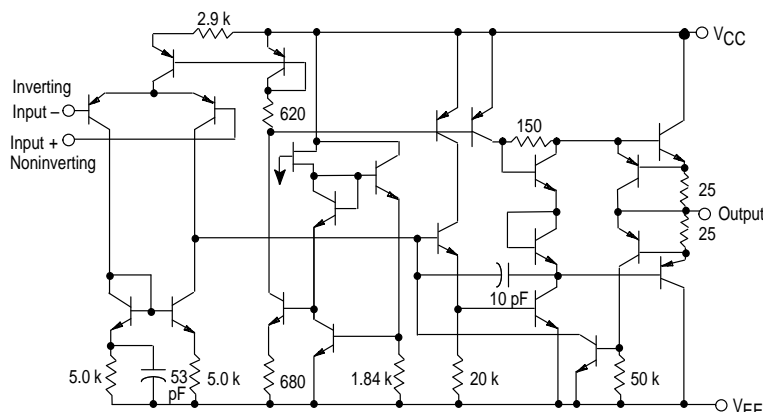 2.9 k
V_CC
Inverting
Input –
Input +
Noninverting
620
150
25
Output
25
10 pF
5.0 k
53
pF
5.0 k
680
1.84 k
20 k
50 k
V_EE